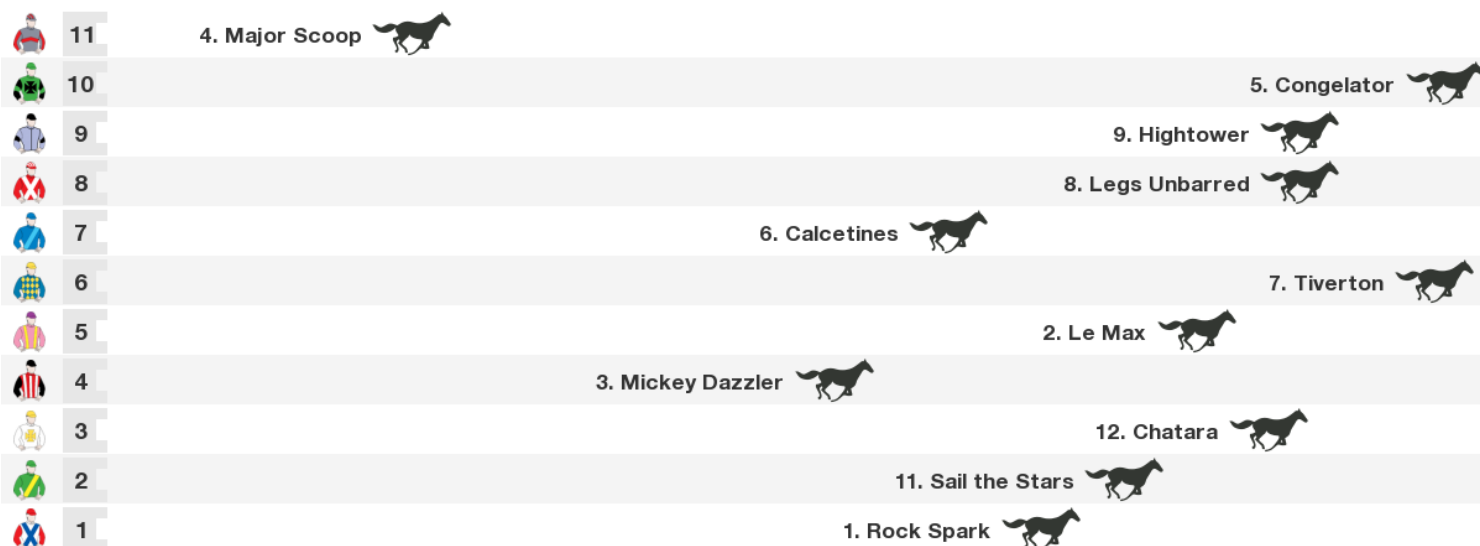 11 4. Major Scoop
10 5. Congelator
9 9. Hightower
8 8. Legs Unbarred
7 6. Calcetines
6 7. Tiverton
5 2. Le Max
4 3. Mickey Dazzler
3 12. Chatara
2 11. Sail the Stars
1 1. Rock Spark